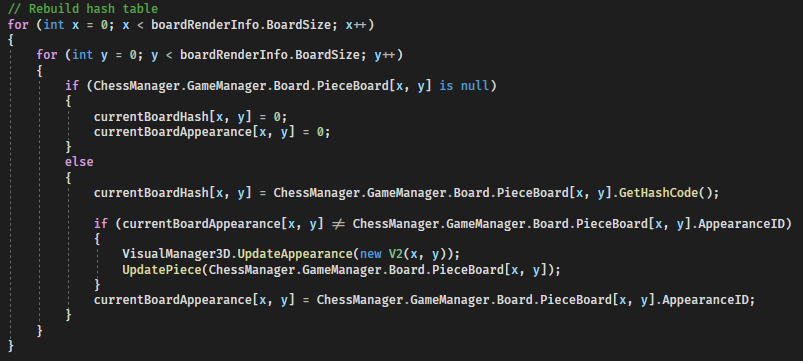 // Rebuild hash table
for (int x = 0; x < boardRenderInfo.BoardSize; x++)
{
    for (int y = 0; y < boardRenderInfo.BoardSize; y++)
    {
        if (ChessManager.GameManager.Board.PieceBoard[x, y] is null)
        {
            currentBoardHash[x, y] = 0;
            currentBoardAppearance[x, y] = 0;
        }
        else
        {
            currentBoardHash[x, y] = ChessManager.GameManager.Board.PieceBoard[x, y].GetHashCode();

            if (currentBoardAppearance[x, y] ≠ ChessManager.GameManager.Board.PieceBoard[x, y].AppearanceID)
            {
                VisualManager3D.UpdateAppearance(new V2(x, y));
                UpdatePiece(ChessManager.GameManager.Board.PieceBoard[x, y]);
            }
            currentBoardAppearance[x, y] = ChessManager.GameManager.Board.PieceBoard[x, y].AppearanceID;
        }
    }
}